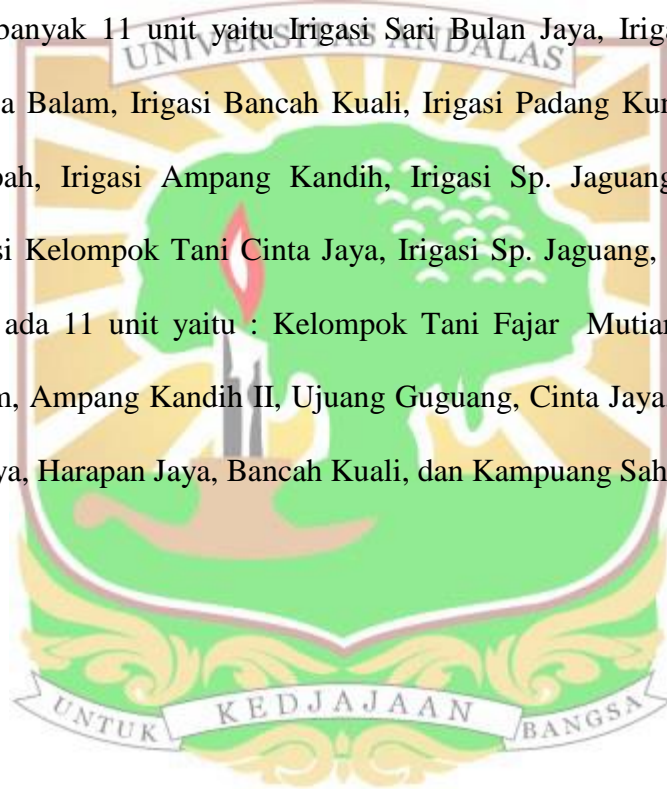 banyak 11 unit yaitu Irigasi Sari Bulan Jaya, Iriga
UNIVERSITAS ANDALAS
a Balam, Irigasi Bancah Kuali, Irigasi Padang Kur
bah, Irigasi Ampang Kandih, Irigasi Sp. Jaguang
si Kelompok Tani Cinta Jaya, Irigasi Sp. Jaguang,
ada 11 unit yaitu : Kelompok Tani Fajar Mutiar
m, Ampang Kandih II, Ujuang Guguang, Cinta Jaya
ya, Harapan Jaya, Bancah Kuali, dan Kampuang Sah
UNTUK KEDJAJAAN BANGSA